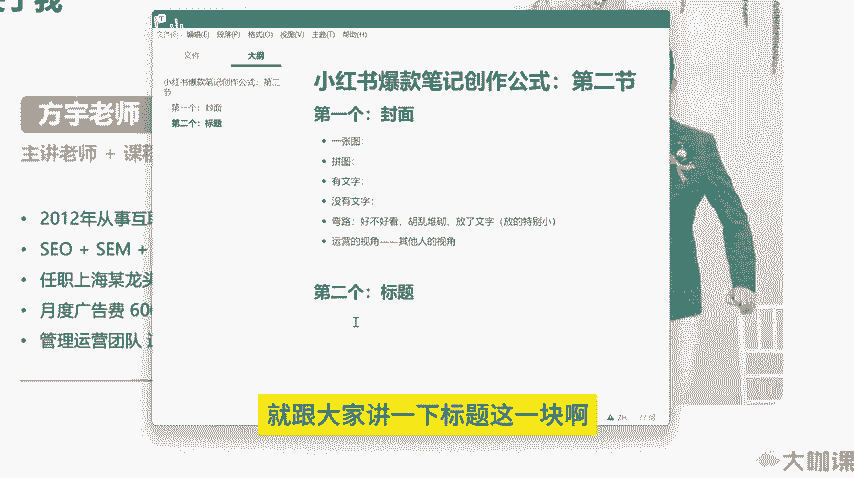 关于我
方宇老师
主讲老师 + 课程
2012年从事互联
SEO + SEM +
任职上海某龙头
月度广告费 600
管理运营团队
文件(F) 编辑(E) 段落(P) 格式(O) 视图(V) 主题(T) 帮助(H)
文件 大纲
小红书爆款笔记创作公式：第二节
第一个：封面
第二个：标题
小红书爆款笔记创作公式：第二节
第一个：封面
一张图：
拼图：
有文字：
没有文字：
弯路：好不好看、胡乱堆砌、放了文字（放的特别小）
运营的视角——其他人的视角
第二个：标题
就跟大家讲一下标题这一块啊
大咖课